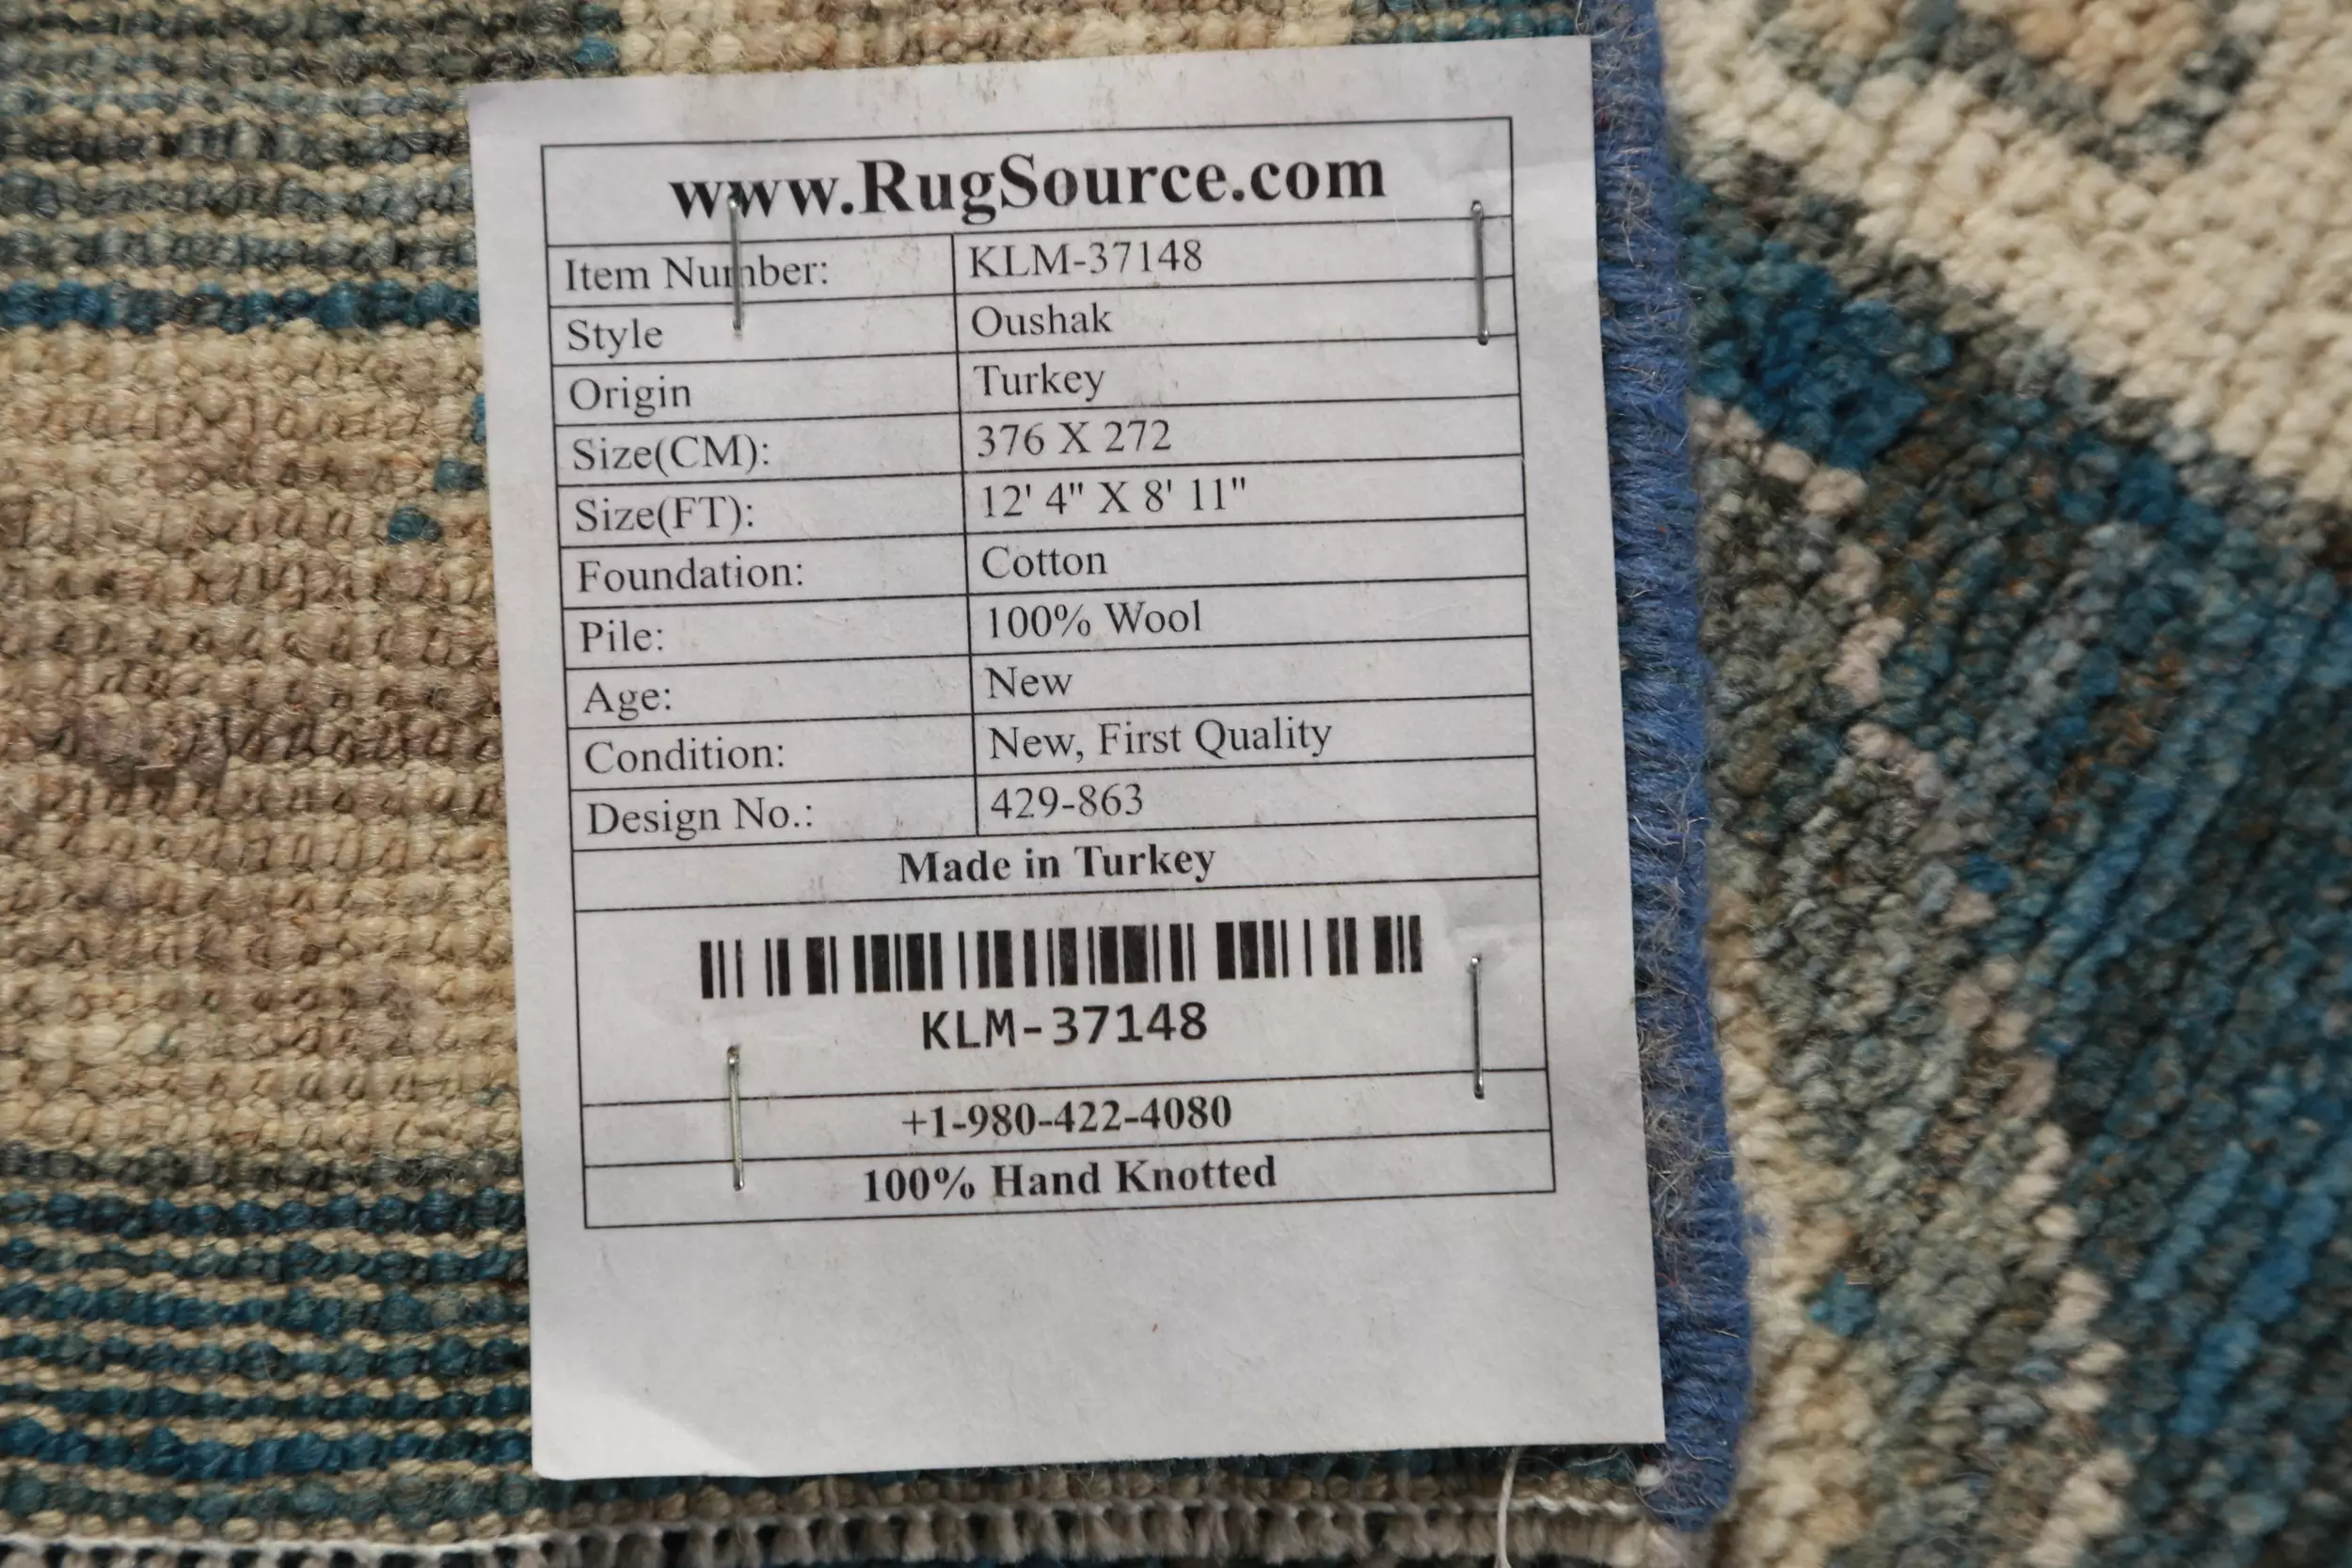 www.RugSource.com
Item Number: KLM-37148
Style Oushak
Origin Turkey
Size(CM): 376 X 272
Size(FT): 12' 4" X 8' 11"
Foundation: Cotton
Pile: 100% Wool
Age: New
Condition: New, First Quality
Design No.: 429-863
Made in Turkey
KLM-37148
+1-980-422-4080
100% Hand Knotted